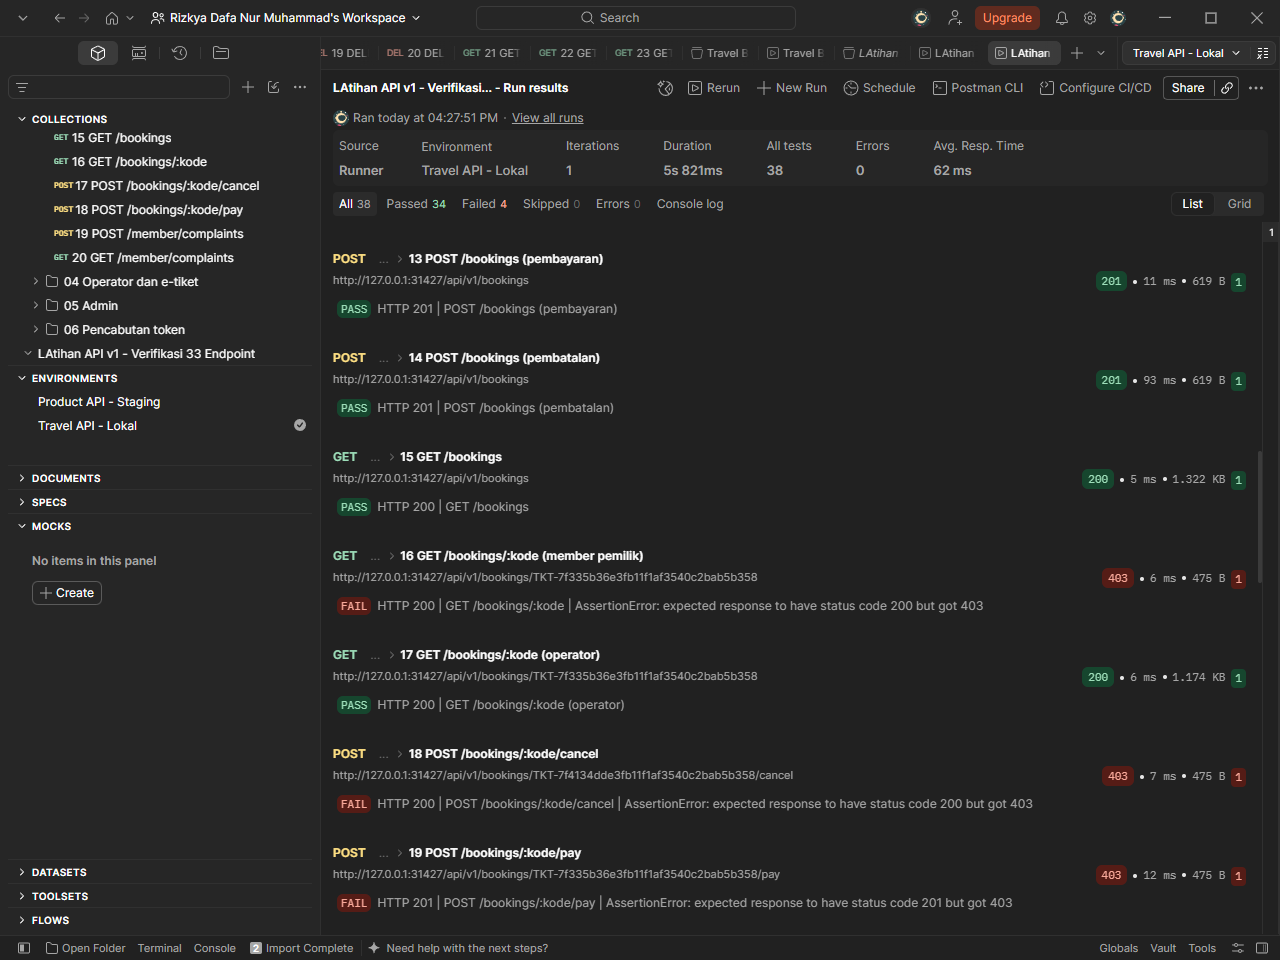 Rizkya Dafa Nur Muhammad's Workspace
Search
Upgrade
19 DEL
DEL 20 DEL
GET 21 GET
GET 22 GET
GET 23 GET
Travel B
Travel B
LAtihan
LAtihan
LAtihan
Travel API - Lokal
LAtihan API v1 - Verifikasi... - Run results
Rerun
New Run
Schedule
Postman CLI
Configure CI/CD
Share
Ran today at 04:27:51 PM · View all runs
Source Environment Iterations Duration All tests Errors Avg. Resp. Time
Runner Travel API - Lokal 1 5s 821ms 38 0 62 ms
All 38 Passed 34 Failed 4 Skipped 0 Errors 0 Console log
List Grid
1
COLLECTIONS
GET 15 GET /bookings
GET 16 GET /bookings/:kode
POST 17 POST /bookings/:kode/cancel
POST 18 POST /bookings/:kode/pay
POST 19 POST /member/complaints
GET 20 GET /member/complaints
04 Operator dan e-tiket
05 Admin
06 Pencabutan token
LAtihan API v1 - Verifikasi 33 Endpoint
ENVIRONMENTS
Product API - Staging
Travel API - Lokal
DOCUMENTS
SPECS
MOCKS
No items in this panel
Create
DATASETS
TOOLSETS
FLOWS
POST ... > 13 POST /bookings (pembayaran)
http://127.0.0.1:31427/api/v1/bookings
201 • 11 ms • 619 B 1
PASS HTTP 201 | POST /bookings (pembayaran)
POST ... > 14 POST /bookings (pembatalan)
http://127.0.0.1:31427/api/v1/bookings
201 • 93 ms • 619 B 1
PASS HTTP 201 | POST /bookings (pembatalan)
GET ... > 15 GET /bookings
http://127.0.0.1:31427/api/v1/bookings
200 • 5 ms • 1.322 KB 1
PASS HTTP 200 | GET /bookings
GET ... > 16 GET /bookings/:kode (member pemilik)
http://127.0.0.1:31427/api/v1/bookings/TKT-7f335b36e3fb11f1af3540c2bab5b358
403 • 6 ms • 475 B 1
FAIL HTTP 200 | GET /bookings/:kode | AssertionError: expected response to have status code 200 but got 403
GET ... > 17 GET /bookings/:kode (operator)
http://127.0.0.1:31427/api/v1/bookings/TKT-7f335b36e3fb11f1af3540c2bab5b358
200 • 6 ms • 1.174 KB 1
PASS HTTP 200 | GET /bookings/:kode (operator)
POST ... > 18 POST /bookings/:kode/cancel
http://127.0.0.1:31427/api/v1/bookings/TKT-7f4134dde3fb11f1af3540c2bab5b358/cancel
403 • 7 ms • 475 B 1
FAIL HTTP 200 | POST /bookings/:kode/cancel | AssertionError: expected response to have status code 200 but got 403
POST ... > 19 POST /bookings/:kode/pay
http://127.0.0.1:31427/api/v1/bookings/TKT-7f335b36e3fb11f1af3540c2bab5b358/pay
403 • 12 ms • 475 B 1
FAIL HTTP 201 | POST /bookings/:kode/pay | AssertionError: expected response to have status code 201 but got 403
Open Folder Terminal Console 2 Import Complete Need help with the next steps?
Globals Vault Tools